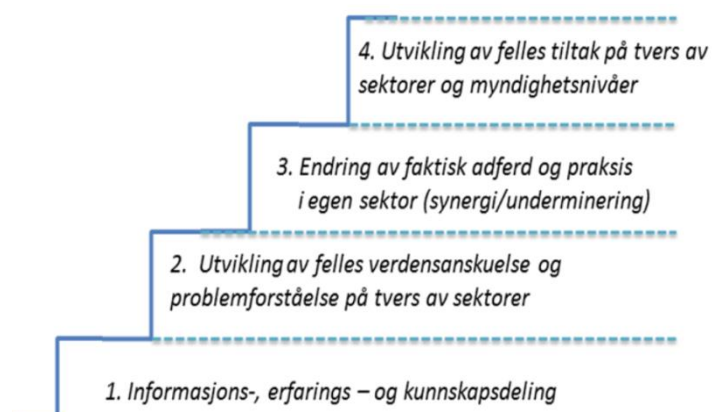 4. Utvikling av felles tiltak på tvers av
sektorer og myndighetsnivåer
3. Endring av faktisk adferd og praksis
i egen sektor (synergi/underminering)
2. Utvikling av felles verdensanskuelse og
problemforståelse på tvers av sektorer
1. Informasjons-, erfarings – og kunnskapsdeling